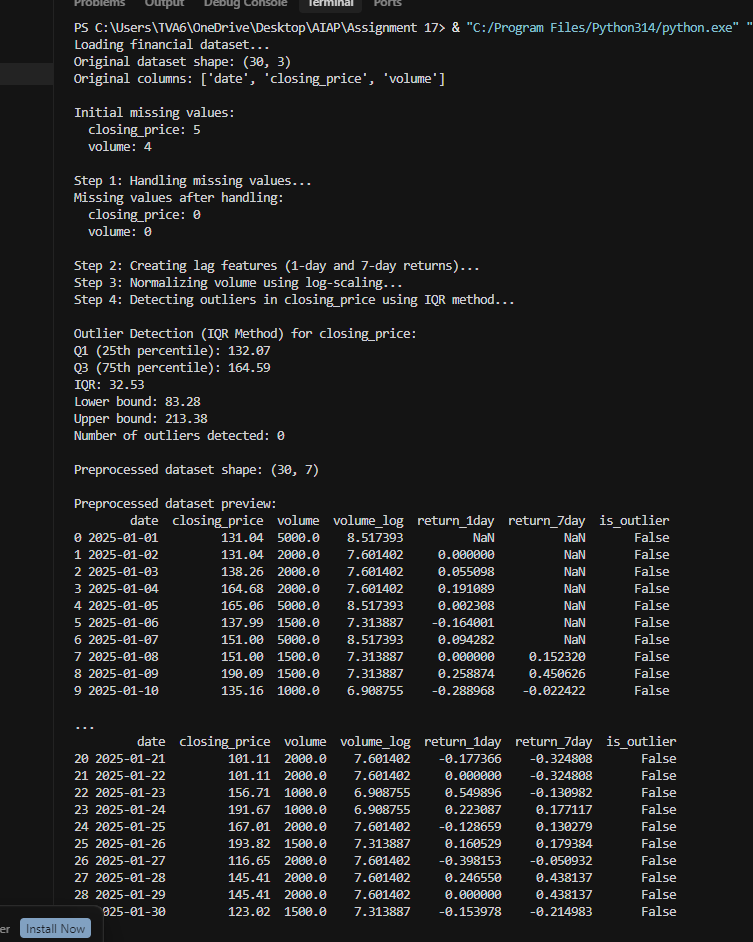 Problems Output Debug Console Terminal Ports
PS C:\Users\TVA6\OneDrive\Desktop\AIAP\Assignment 17> & "C:/Program Files/Python314/python.exe" "
Loading financial dataset...
Original dataset shape: (30, 3)
Original columns: ['date', 'closing_price', 'volume']
Initial missing values:
closing_price: 5
volume: 4
Step 1: Handling missing values...
Missing values after handling:
closing_price: 0
volume: 0
Step 2: Creating lag features (1-day and 7-day returns)...
Step 3: Normalizing volume using log-scaling...
Step 4: Detecting outliers in closing_price using IQR method...
Outlier Detection (IQR Method) for closing_price:
Q1 (25th percentile): 132.07
Q3 (75th percentile): 164.59
IQR: 32.53
Lower bound: 83.28
Upper bound: 213.38
Number of outliers detected: 0
Preprocessed dataset shape: (30, 7)
Preprocessed dataset preview:
date closing_price volume volume_log return_1day return_7day is_outlier
0 2025-01-01 131.04 5000.0 8.517393 NaN NaN False
1 2025-01-02 131.04 2000.0 7.601402 0.000000 NaN False
2 2025-01-03 138.26 2000.0 7.601402 0.055098 NaN False
3 2025-01-04 164.68 2000.0 7.601402 0.191089 NaN False
4 2025-01-05 165.06 5000.0 8.517393 0.002308 NaN False
5 2025-01-06 137.99 1500.0 7.313887 -0.164001 NaN False
6 2025-01-07 151.00 5000.0 8.517393 0.094282 NaN False
7 2025-01-08 151.00 1500.0 7.313887 0.000000 0.152320 False
8 2025-01-09 190.09 1500.0 7.313887 0.258874 0.450626 False
9 2025-01-10 135.16 1000.0 6.908755 -0.288968 -0.022422 False
...
date closing_price volume volume_log return_1day return_7day is_outlier
20 2025-01-21 101.11 2000.0 7.601402 -0.177366 -0.324808 False
21 2025-01-22 101.11 2000.0 7.601402 0.000000 -0.324808 False
22 2025-01-23 156.71 1000.0 6.908755 0.549896 -0.130982 False
23 2025-01-24 191.67 1000.0 6.908755 0.223087 0.177117 False
24 2025-01-25 167.01 2000.0 7.601402 -0.128659 0.130279 False
25 2025-01-26 193.82 1500.0 7.313887 0.160529 0.179384 False
26 2025-01-27 116.65 2000.0 7.601402 -0.398153 -0.050932 False
27 2025-01-28 145.41 2000.0 7.601402 0.246550 0.438137 False
28 2025-01-29 145.41 2000.0 7.601402 0.000000 0.438137 False
025-01-30 123.02 1500.0 7.313887 -0.153978 -0.214983 False
er Install Now